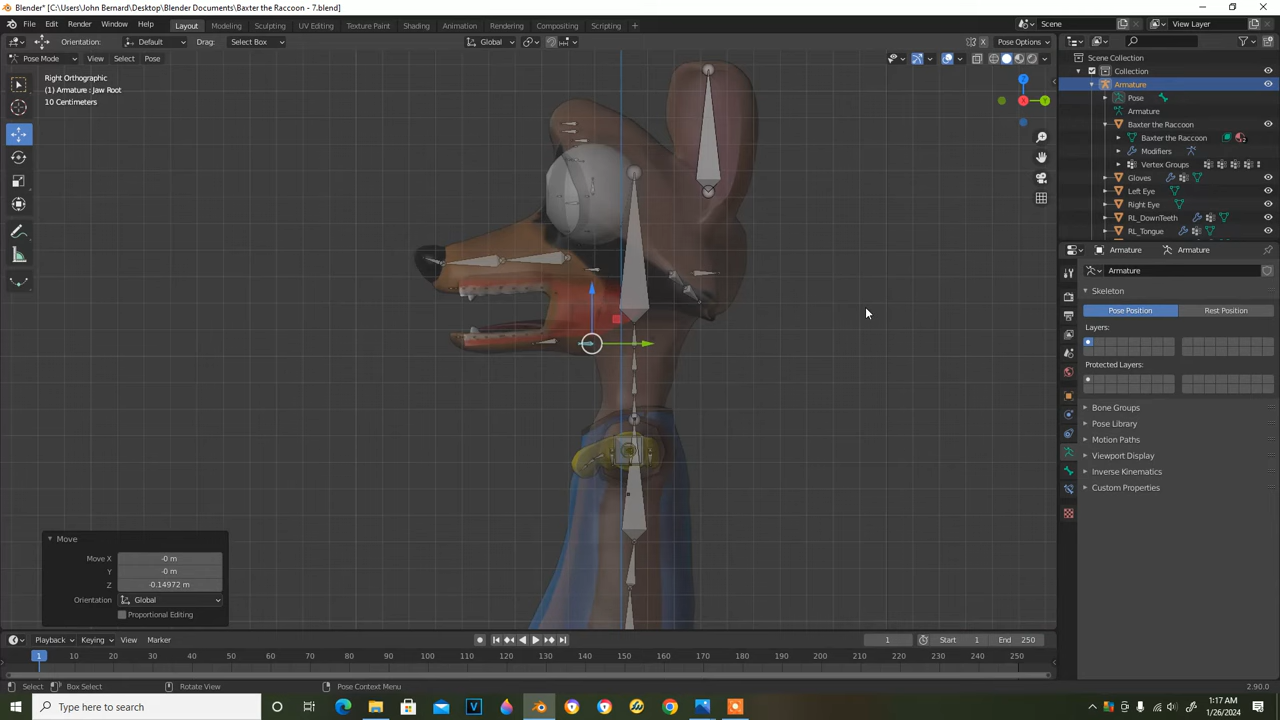 Blender* [C:\Users\John Bernard\Desktop\Blender Documents\Baxter the Raccoon - 7.blend]
File Edit Render Window Help Layout Modeling Sculpting UV Editing Texture Paint Shading Animation Rendering Compositing Scripting Scene View Layer
Orientation: Default Drag: Select Box Global Pose Options
Pose Mode View Select Pose
Right Orthographic
(1) Armature : Jaw Root
10 Centimeters
Scene Collection
Collection
Armature
Pose
Armature
Baxter the Raccoon
Baxter the Raccoon
Modifiers
Vertex Groups
Gloves
Left Eye
Right Eye
RL_DownTeeth
RL_Tongue
Armature Armature
Armature
Skeleton
Pose Position Rest Position
Layers:
Protected Layers:
Bone Groups
Pose Library
Motion Paths
Viewport Display
Inverse Kinematics
Custom Properties
Move
Move X -0 m
Y -0 m
Z -0.14972 m
Orientation Global
Proportional Editing
Playback Keying View Marker 1 Start 1 End 250
1 10 20 30 40 50 60 70 80 90 100 110 120 130 140 150 160 170 180 190 200 210 220 230 240 250
Select Box Select Rotate View Pose Context Menu 2.90.0
Type here to search
1:17 AM
1/26/2024